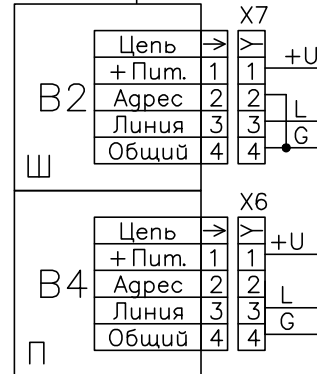 X7
Цепь
+Пит. 1 1 +U
B2 Адрес 2 2
Линия 3 3 L
Общий 4 4 G
Ш
X6
Цепь
+Пит. 1 1 +U
B4 Адрес 2 2
Линия 3 3 L
Общий 4 4 G
П